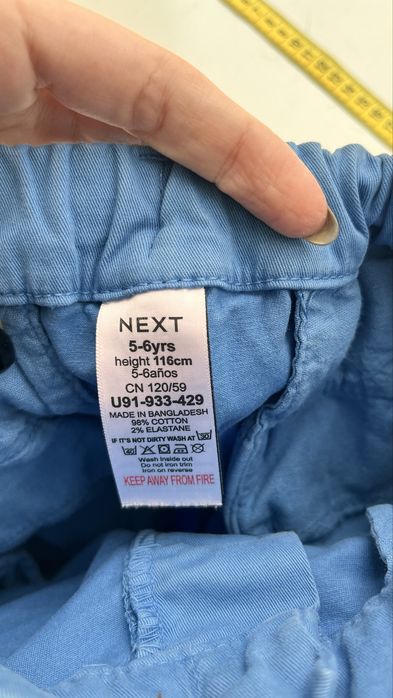 NEXT
5-6yrs
height 116cm
5-6años
CN 120/59
U91-933-429
MADE IN BANGLADESH
98% COTTON
2% ELASTANE
IF IT'S NOT DIRTY WASH AT 30
40
Wash inside out
Do not iron trim
Iron on reverse
KEEP AWAY FROM FIRE